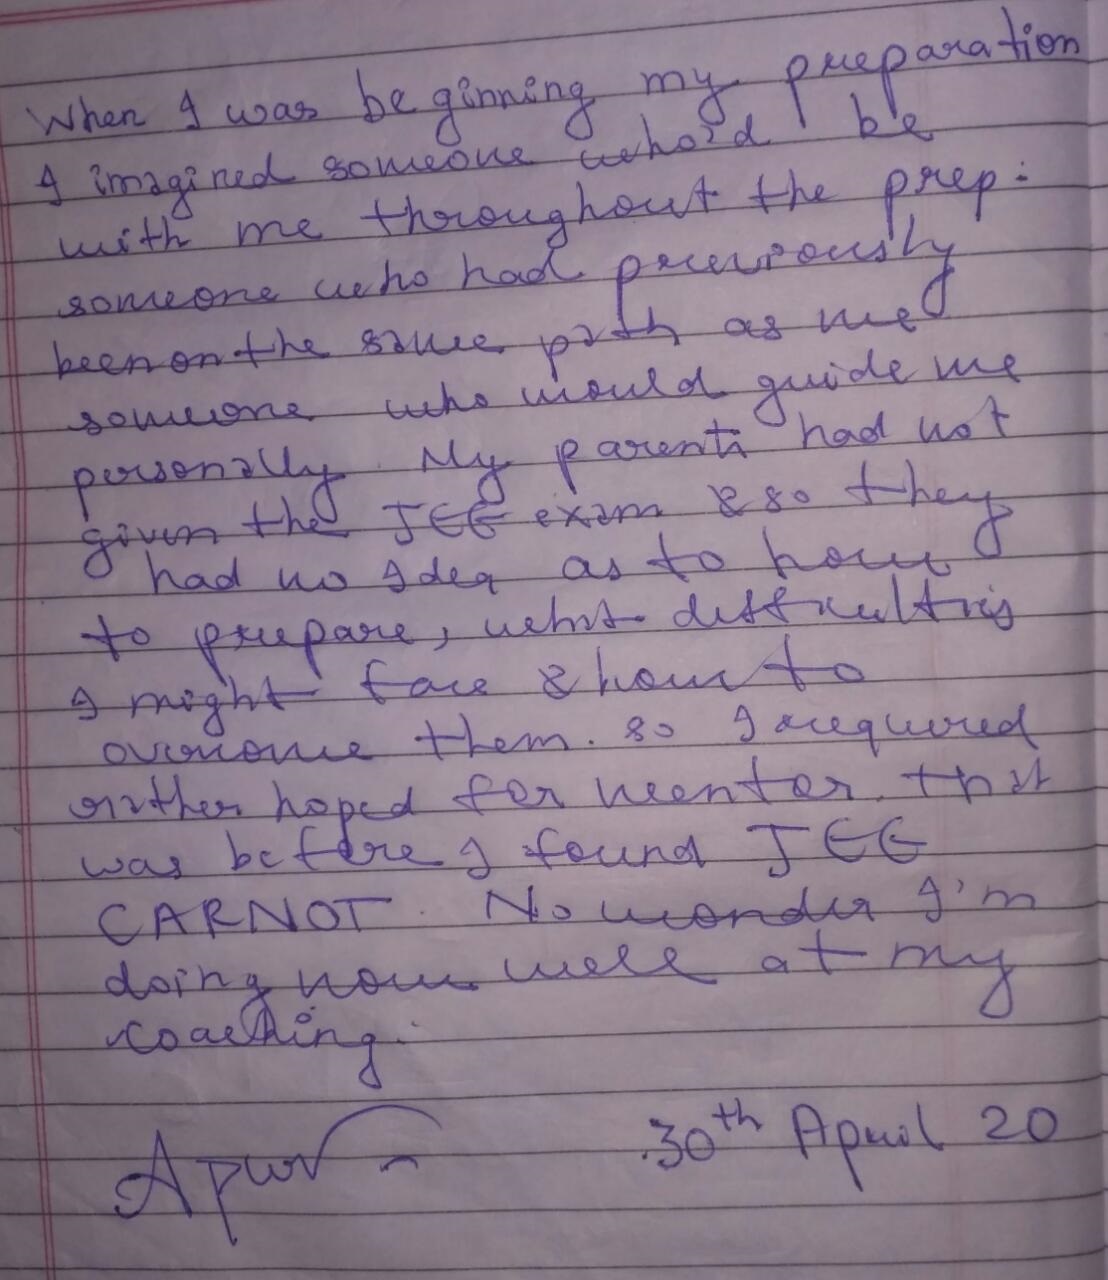 When I was beginning my preparation
I imagined someone who'd be
with me throughout the prep.
someone who had previously
been on the same path as me
someone who would guide me
personally. My parents had not
given the JEE exam & so they
had no Idea as to how
to prepare, what difficulties
I might face & how to
overcome them. so I required
rather hoped for mentor. that
was before I found JEE
CARNOT. No wonder I'm
doing now well at my
coaching.
30th April 20